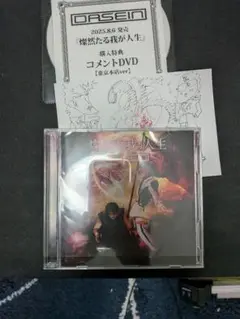 DASEIN
2025.8.6 発売
『燦然たる我が人生』
購入特典
コメントDVD
【東京本店ver】